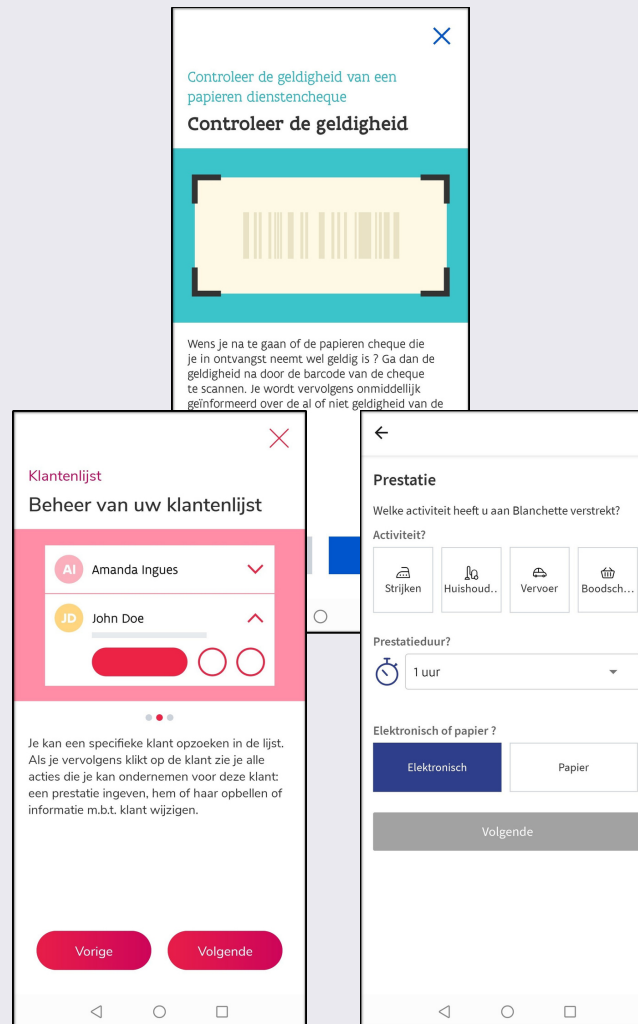 Controleer de geldigheid van een
papieren dienstencheque
Controleer de geldigheid
Wens je na te gaan of de papieren cheque die
je in ontvangst neemt wel geldig is ? Ga dan de
geldigheid na door de barcode van de cheque
te scannen. Je wordt vervolgens onmiddellijk
geïnformeerd over de al of niet geldigheid van de
Klantenlijst
Beheer van uw klantenlijst
AI Amanda Ingues
JD John Doe
Je kan een specifieke klant opzoeken in de lijst.
Als je vervolgens klikt op de klant zie je alle
acties die je kan ondernemen voor deze klant:
een prestatie ingeven, hem of haar opbellen of
informatie m.b.t. klant wijzigen.
Vorige Volgende
Prestatie
Welke activiteit heeft u aan Blanchette verstrekt?
Activiteit?
Strijken Huishoud.. Vervoer Boodsch...
Prestatieduur?
1 uur
Elektronisch of papier ?
Elektronisch Papier
Volgende